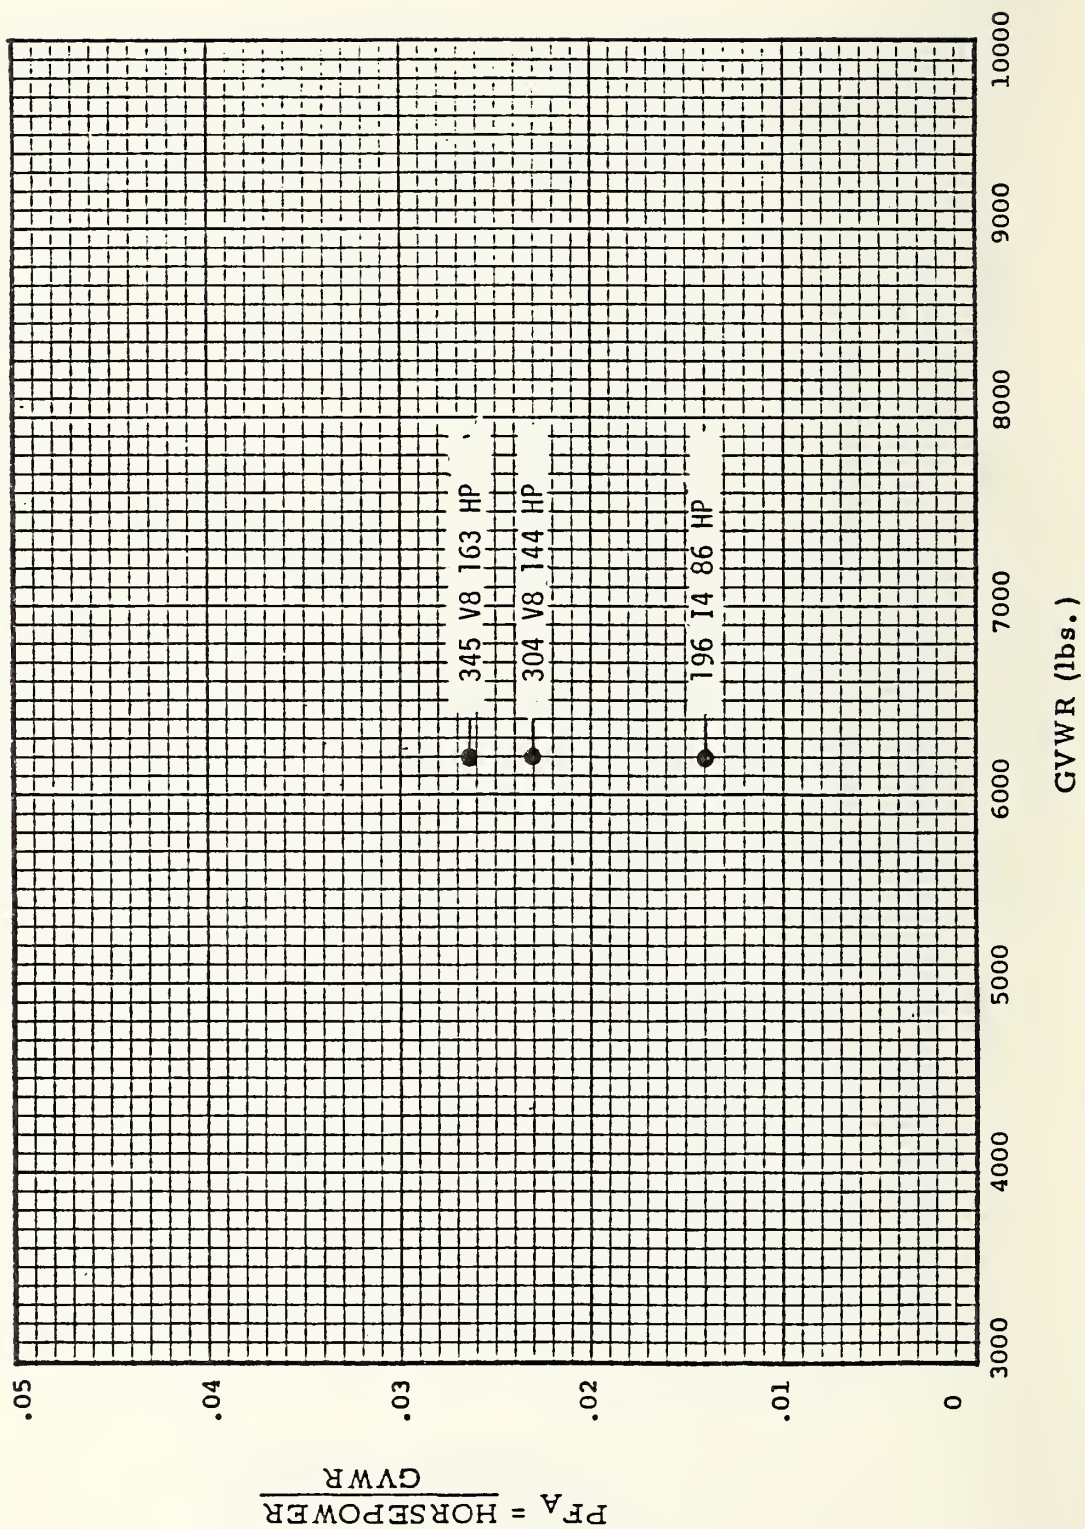 PF_A = HORSEPOWER
GVWR
.05
.04
.03
.02
.01
0
345 V8 163 HP
304 V8 144 HP
196 I4 86 HP
3000
4000
5000
6000
7000
8000
9000
10000
GVWR (lbs.)